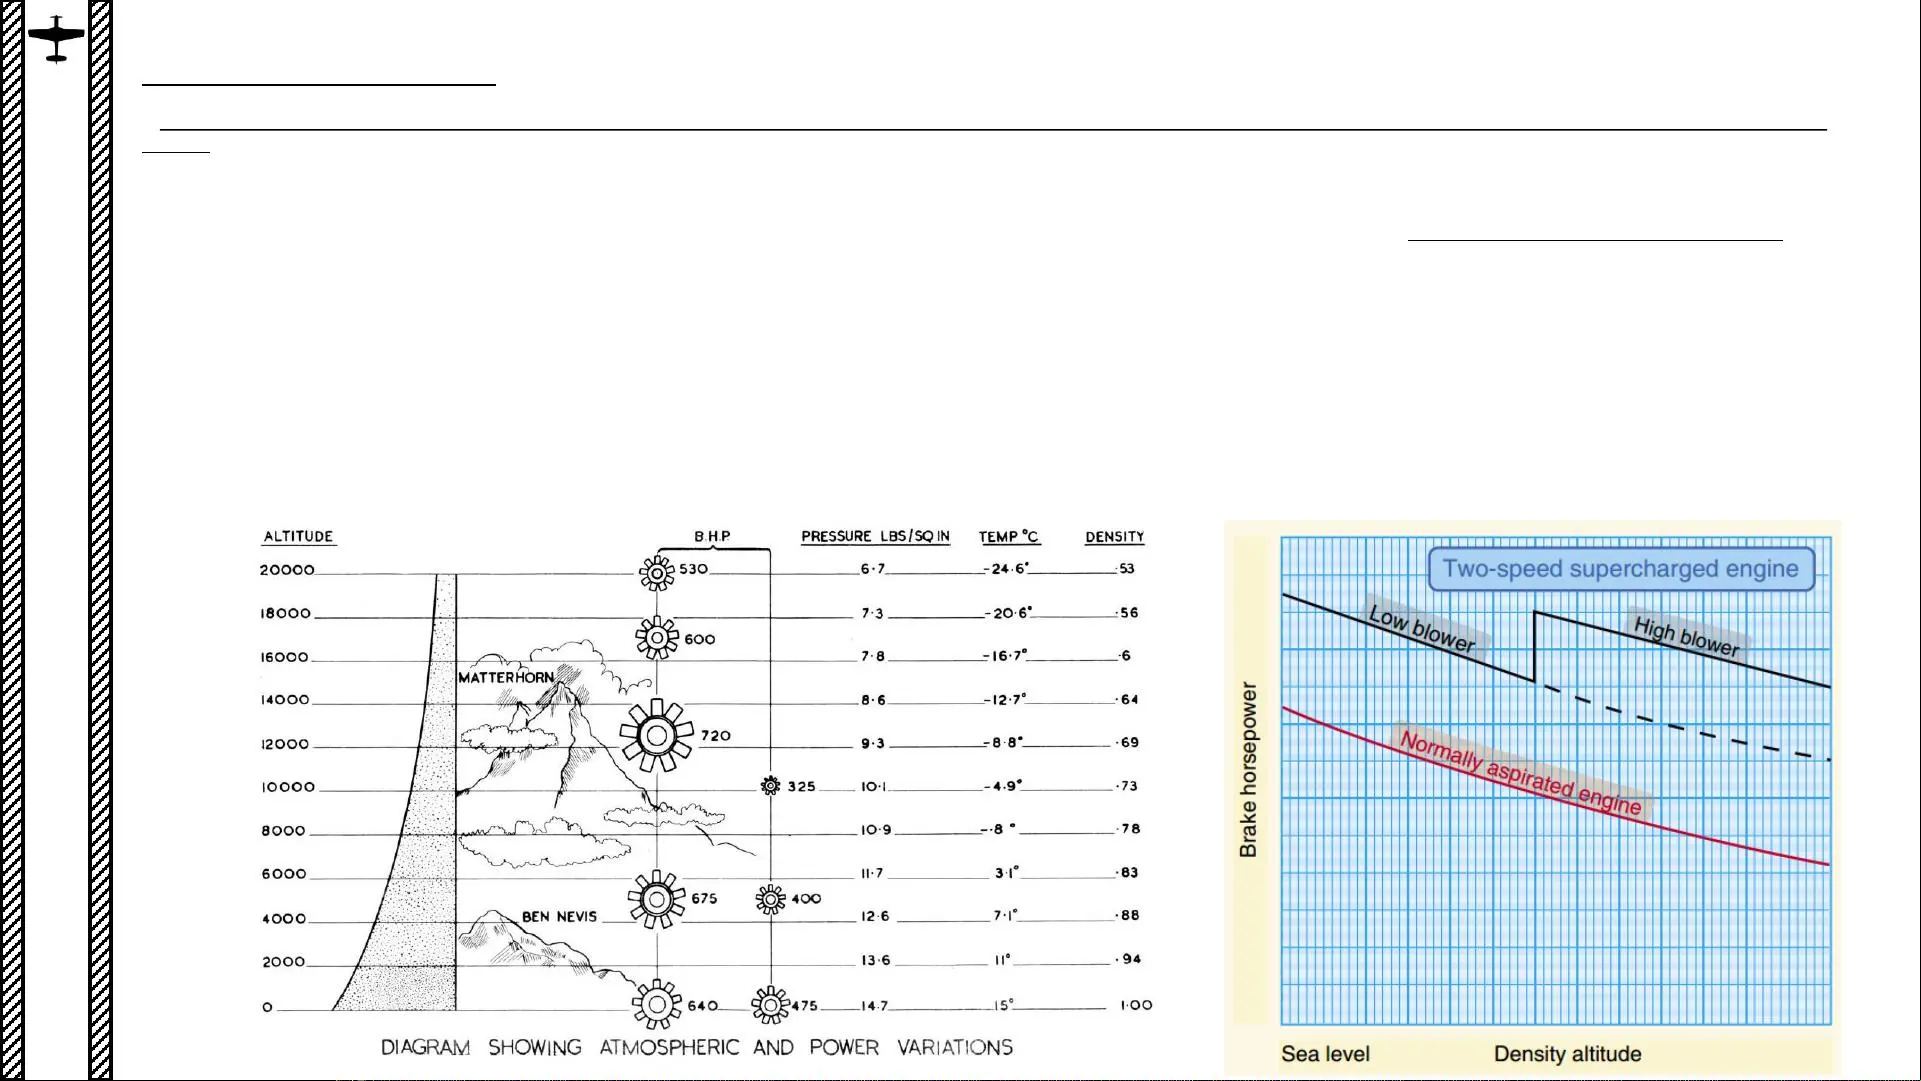 ALTITUDE B.H.P PRESSURE LBS/SQ IN TEMP °C DENSITY
20000 530 6·7 -24·6° ·53
18000 7·3 -20·6° ·56
600
16000 7·8 -16·7° ·6
MATTERHORN
14000 8·6 -12·7° ·64
720
12000 9·3 -8·8° ·69
10000 325 10·1 -4·9° ·73
8000 10·9 -·8° ·78
6000 11·7 3·1° ·83
675 400
4000 BEN NEVIS 12·6 7·1° ·88
2000 13·6 11° ·94
0 640 475 14·7 15° 1·00
DIAGRAM SHOWING ATMOSPHERIC AND POWER VARIATIONS
Two-speed supercharged engine
Low blower
High blower
Normally aspirated engine
Brake horsepower
Sea level Density altitude